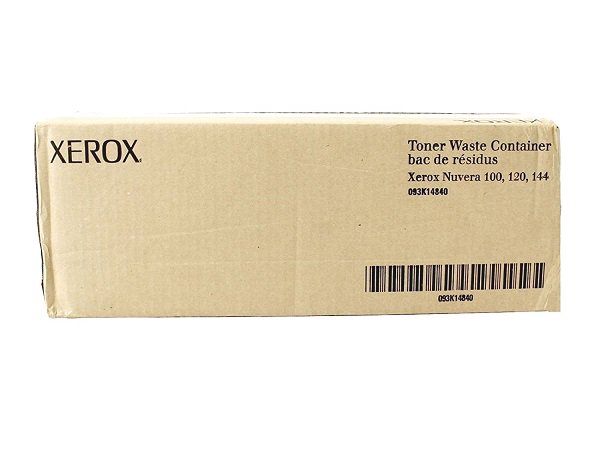 XEROX
Toner Waste Container
bac de résidus
Xerox Nuvera 100, 120, 144
093K14840
093K14840